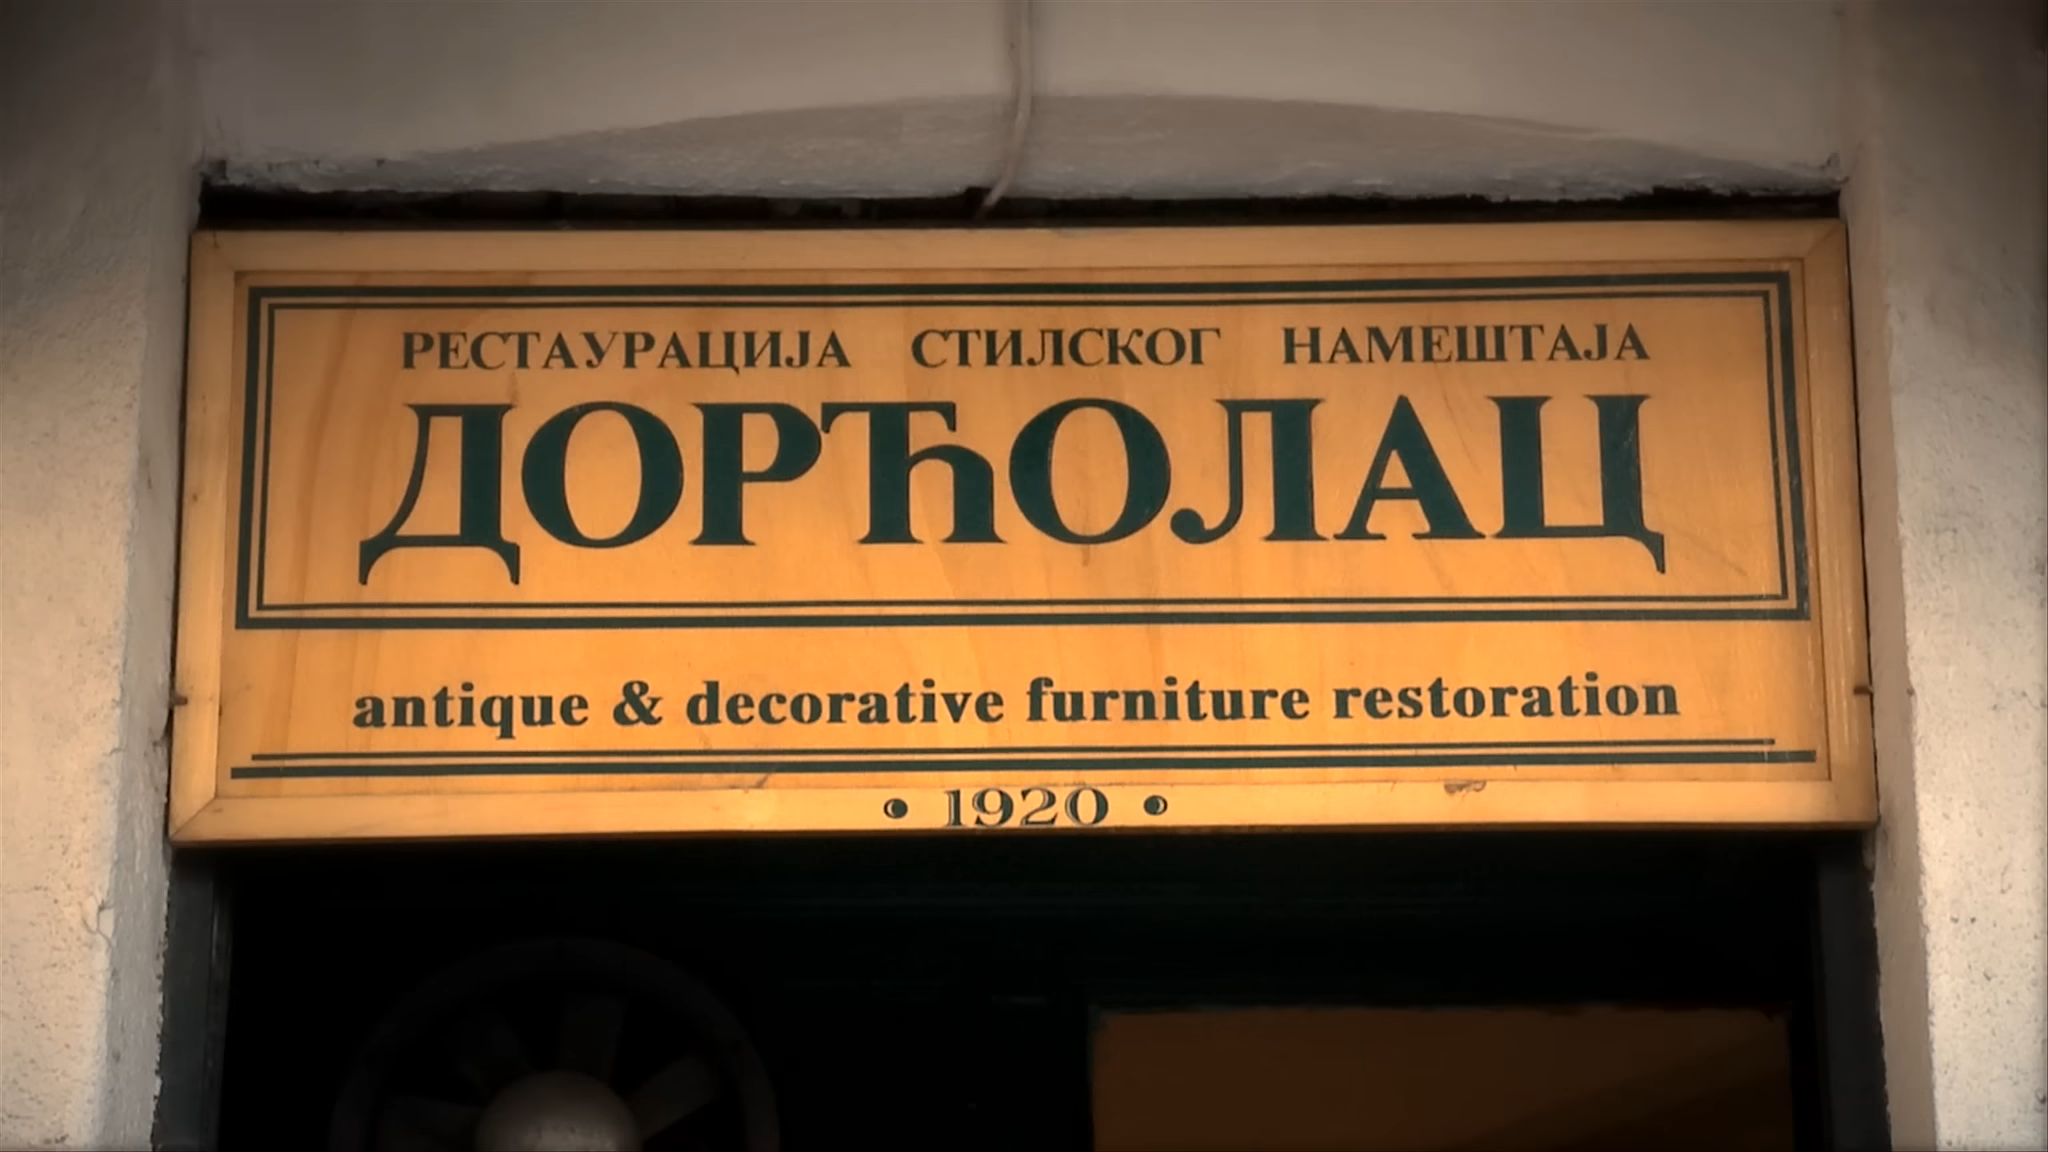 РЕСТАУРАЦИЈА СТИЛСКОГ НАМЕШТАЈА
ДОРЋОЛАЦ
antique & decorative furniture restoration
• 1920 •